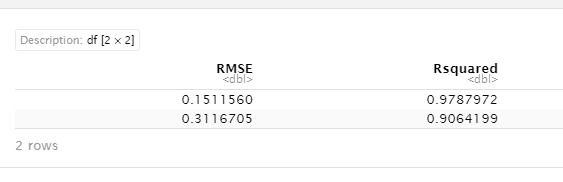 Description: df [2 × 2]
RMSE Rsquared
<dbl> <dbl>
0.1511560 0.9787972
0.3116705 0.9064199
2 rows